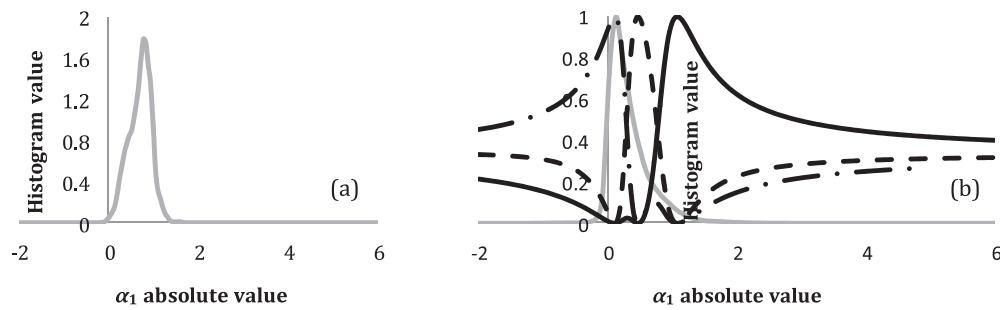 2
1.6
1.2
0.8
0.4
0
Histogram value
(a)
-2 0 2 4 6
α₁ absolute value
1
0.8
0.6
0.4
0.2
0
Histogram value
(b)
-2 0 2 4 6
α₁ absolute value